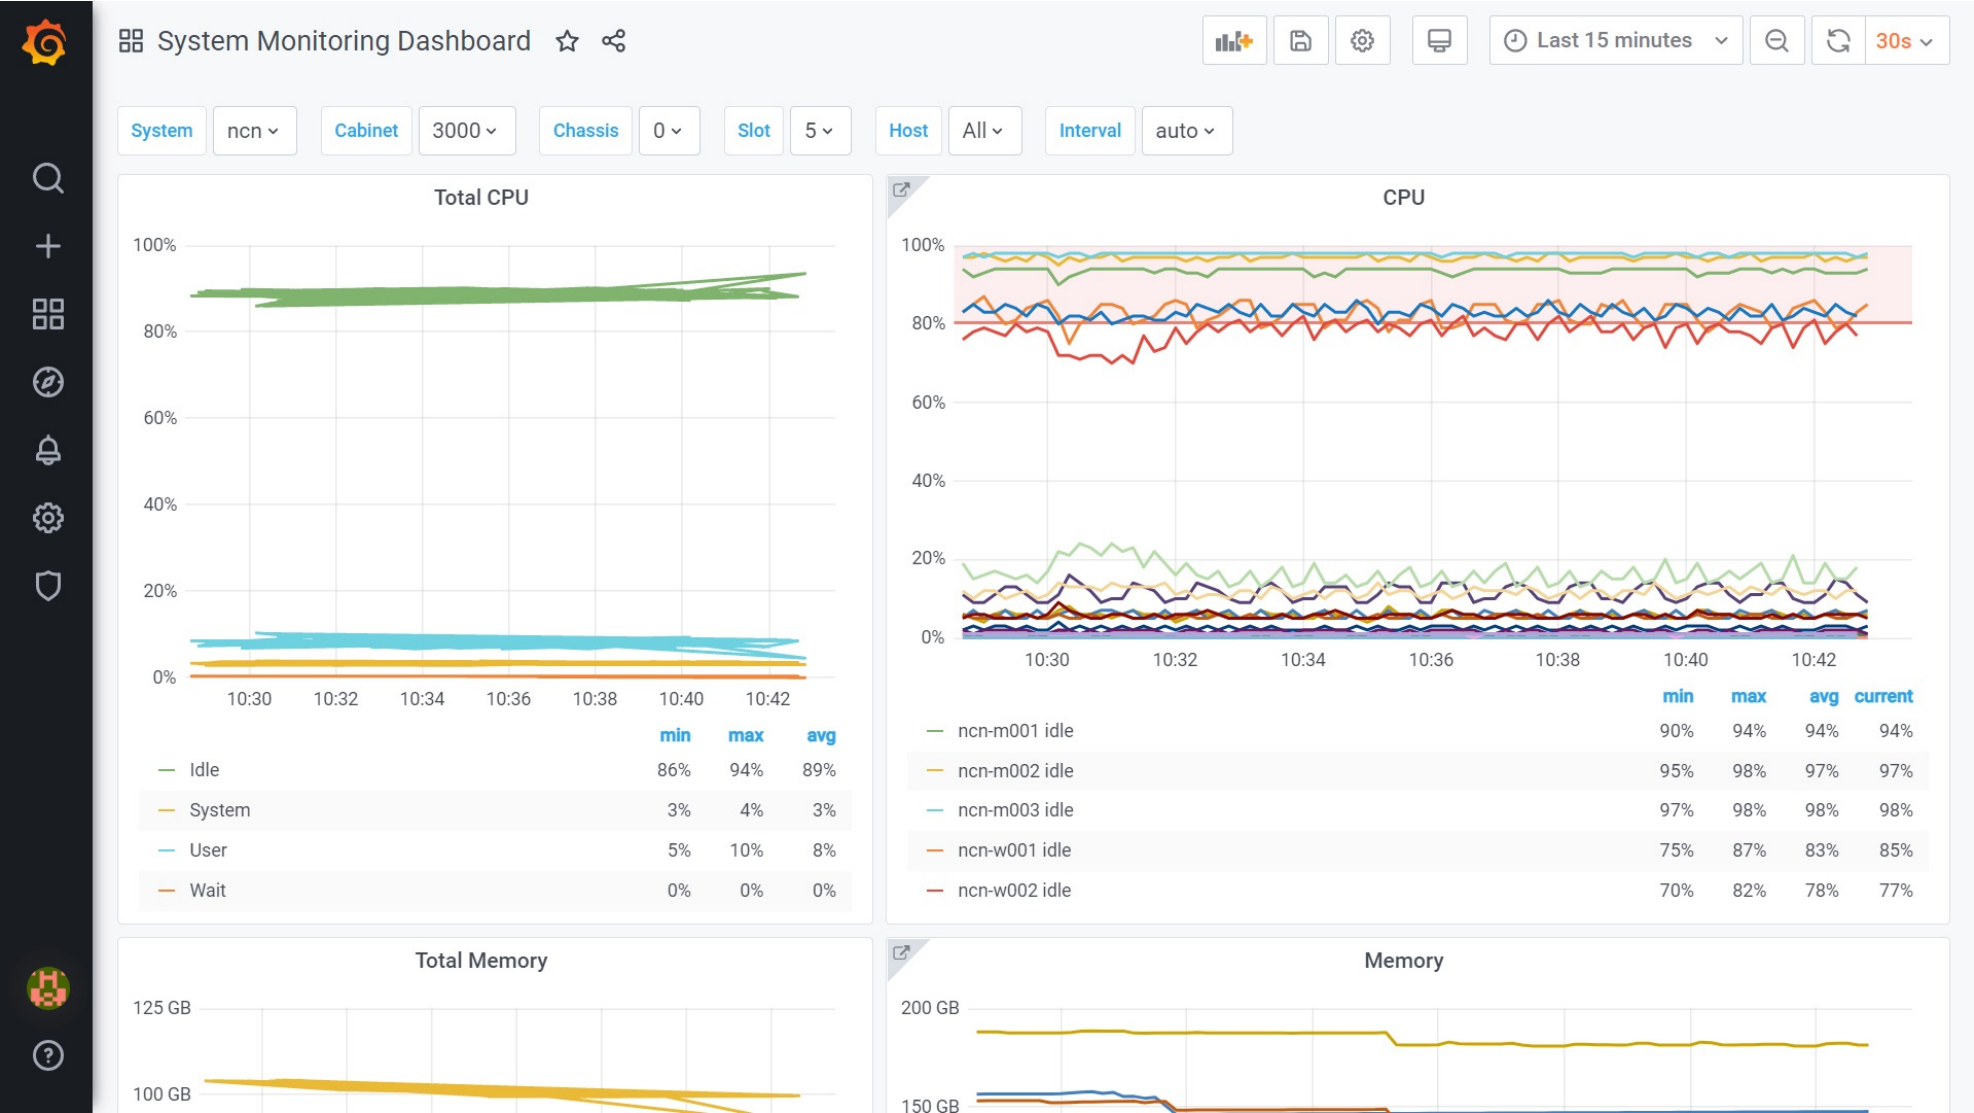 System Monitoring Dashboard
Last 15 minutes
30s
System ncn Cabinet 3000 Chassis 0 Slot 5 Host All Interval auto
Total CPU
100%
80%
60%
40%
20%
0%
10:30 10:32 10:34 10:36 10:38 10:40 10:42
min max avg
Idle 86% 94% 89%
System 3% 4% 3%
User 5% 10% 8%
Wait 0% 0% 0%
CPU
100%
80%
60%
40%
20%
0%
10:30 10:32 10:34 10:36 10:38 10:40 10:42
min max avg current
ncn-m001 idle 90% 94% 94% 94%
ncn-m002 idle 95% 98% 97% 97%
ncn-m003 idle 97% 98% 98% 98%
ncn-w001 idle 75% 87% 83% 85%
ncn-w002 idle 70% 82% 78% 77%
Total Memory
125 GB
100 GB
Memory
200 GB
150 GB